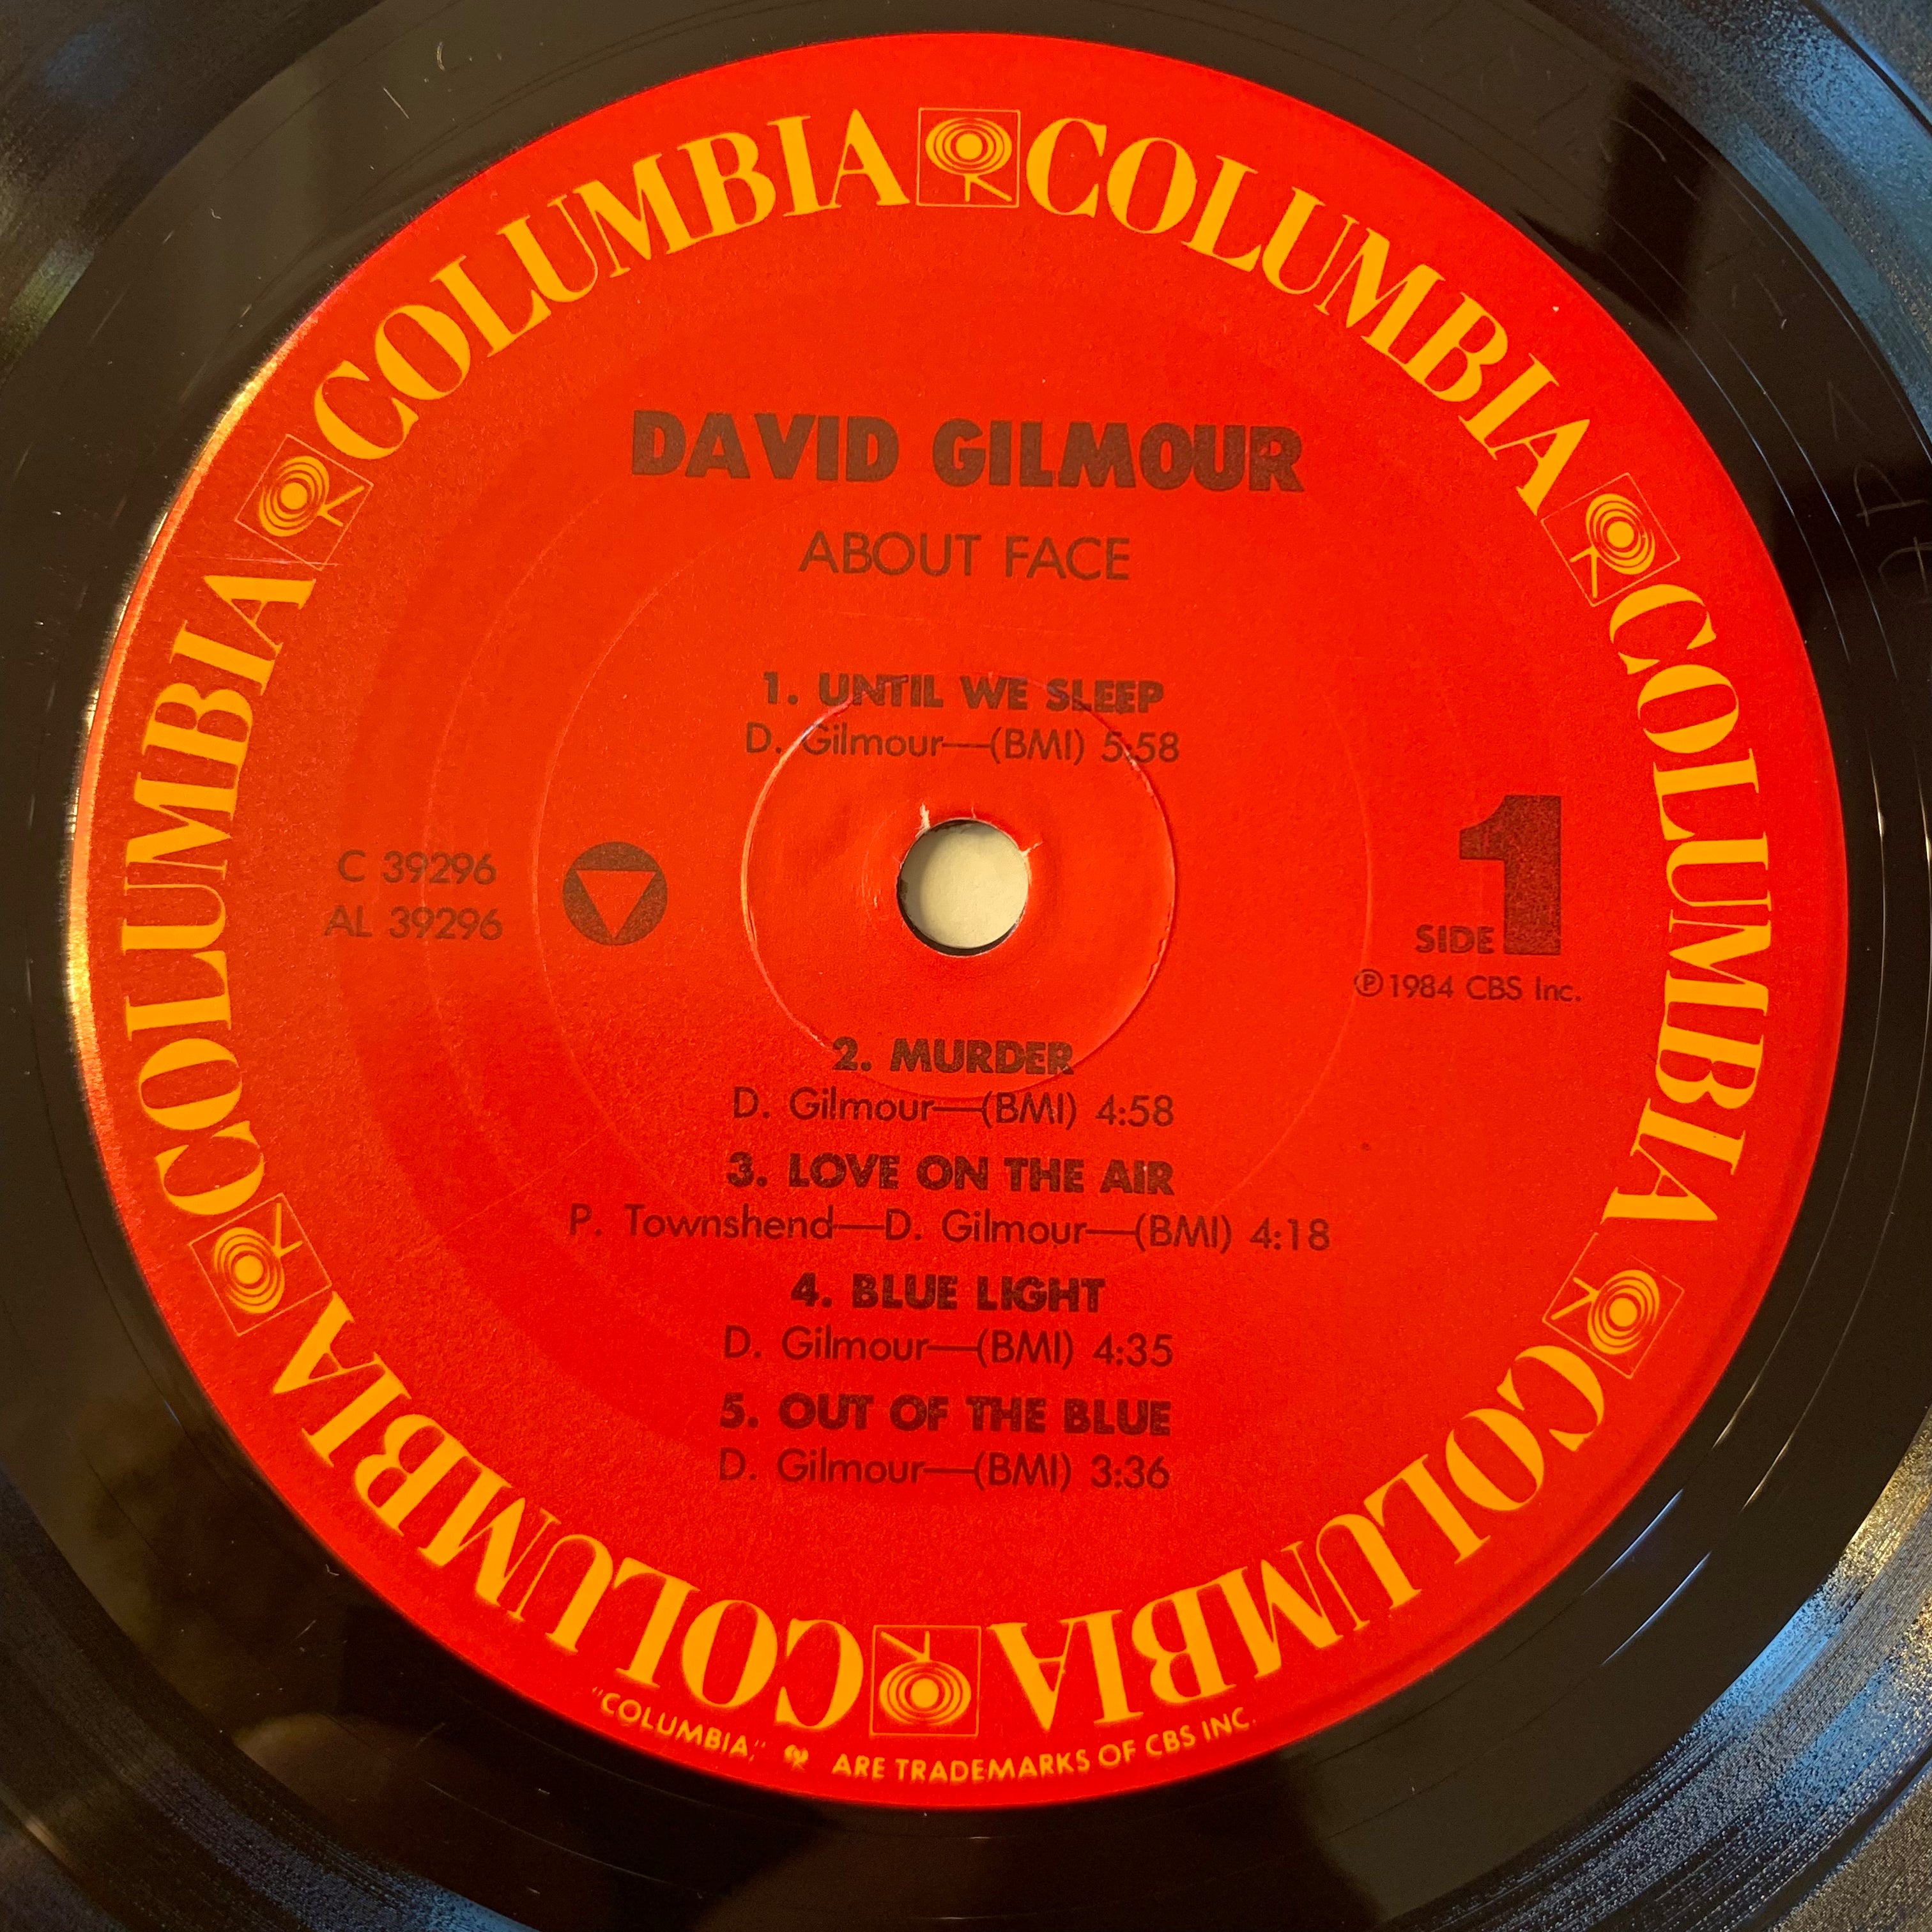 COLUMBIA COLUMBIA COLUMBIA COLUMBIA COLUMBIA COLUMBIA COLUMBIA
DAVID GILMOUR
ABOUT FACE
1. UNTIL WE SLEEP
D. Gilmour—(BMI) 5:58
C 39296
AL 39296
SIDE 1
℗1984 CBS Inc.
2. MURDER
D. Gilmour—(BMI) 4:58
3. LOVE ON THE AIR
P. Townshend—D. Gilmour—(BMI) 4:18
4. BLUE LIGHT
D. Gilmour—(BMI) 4:35
5. OUT OF THE BLUE
D. Gilmour—(BMI) 3:36
"COLUMBIA," ARE TRADEMARKS OF CBS INC.